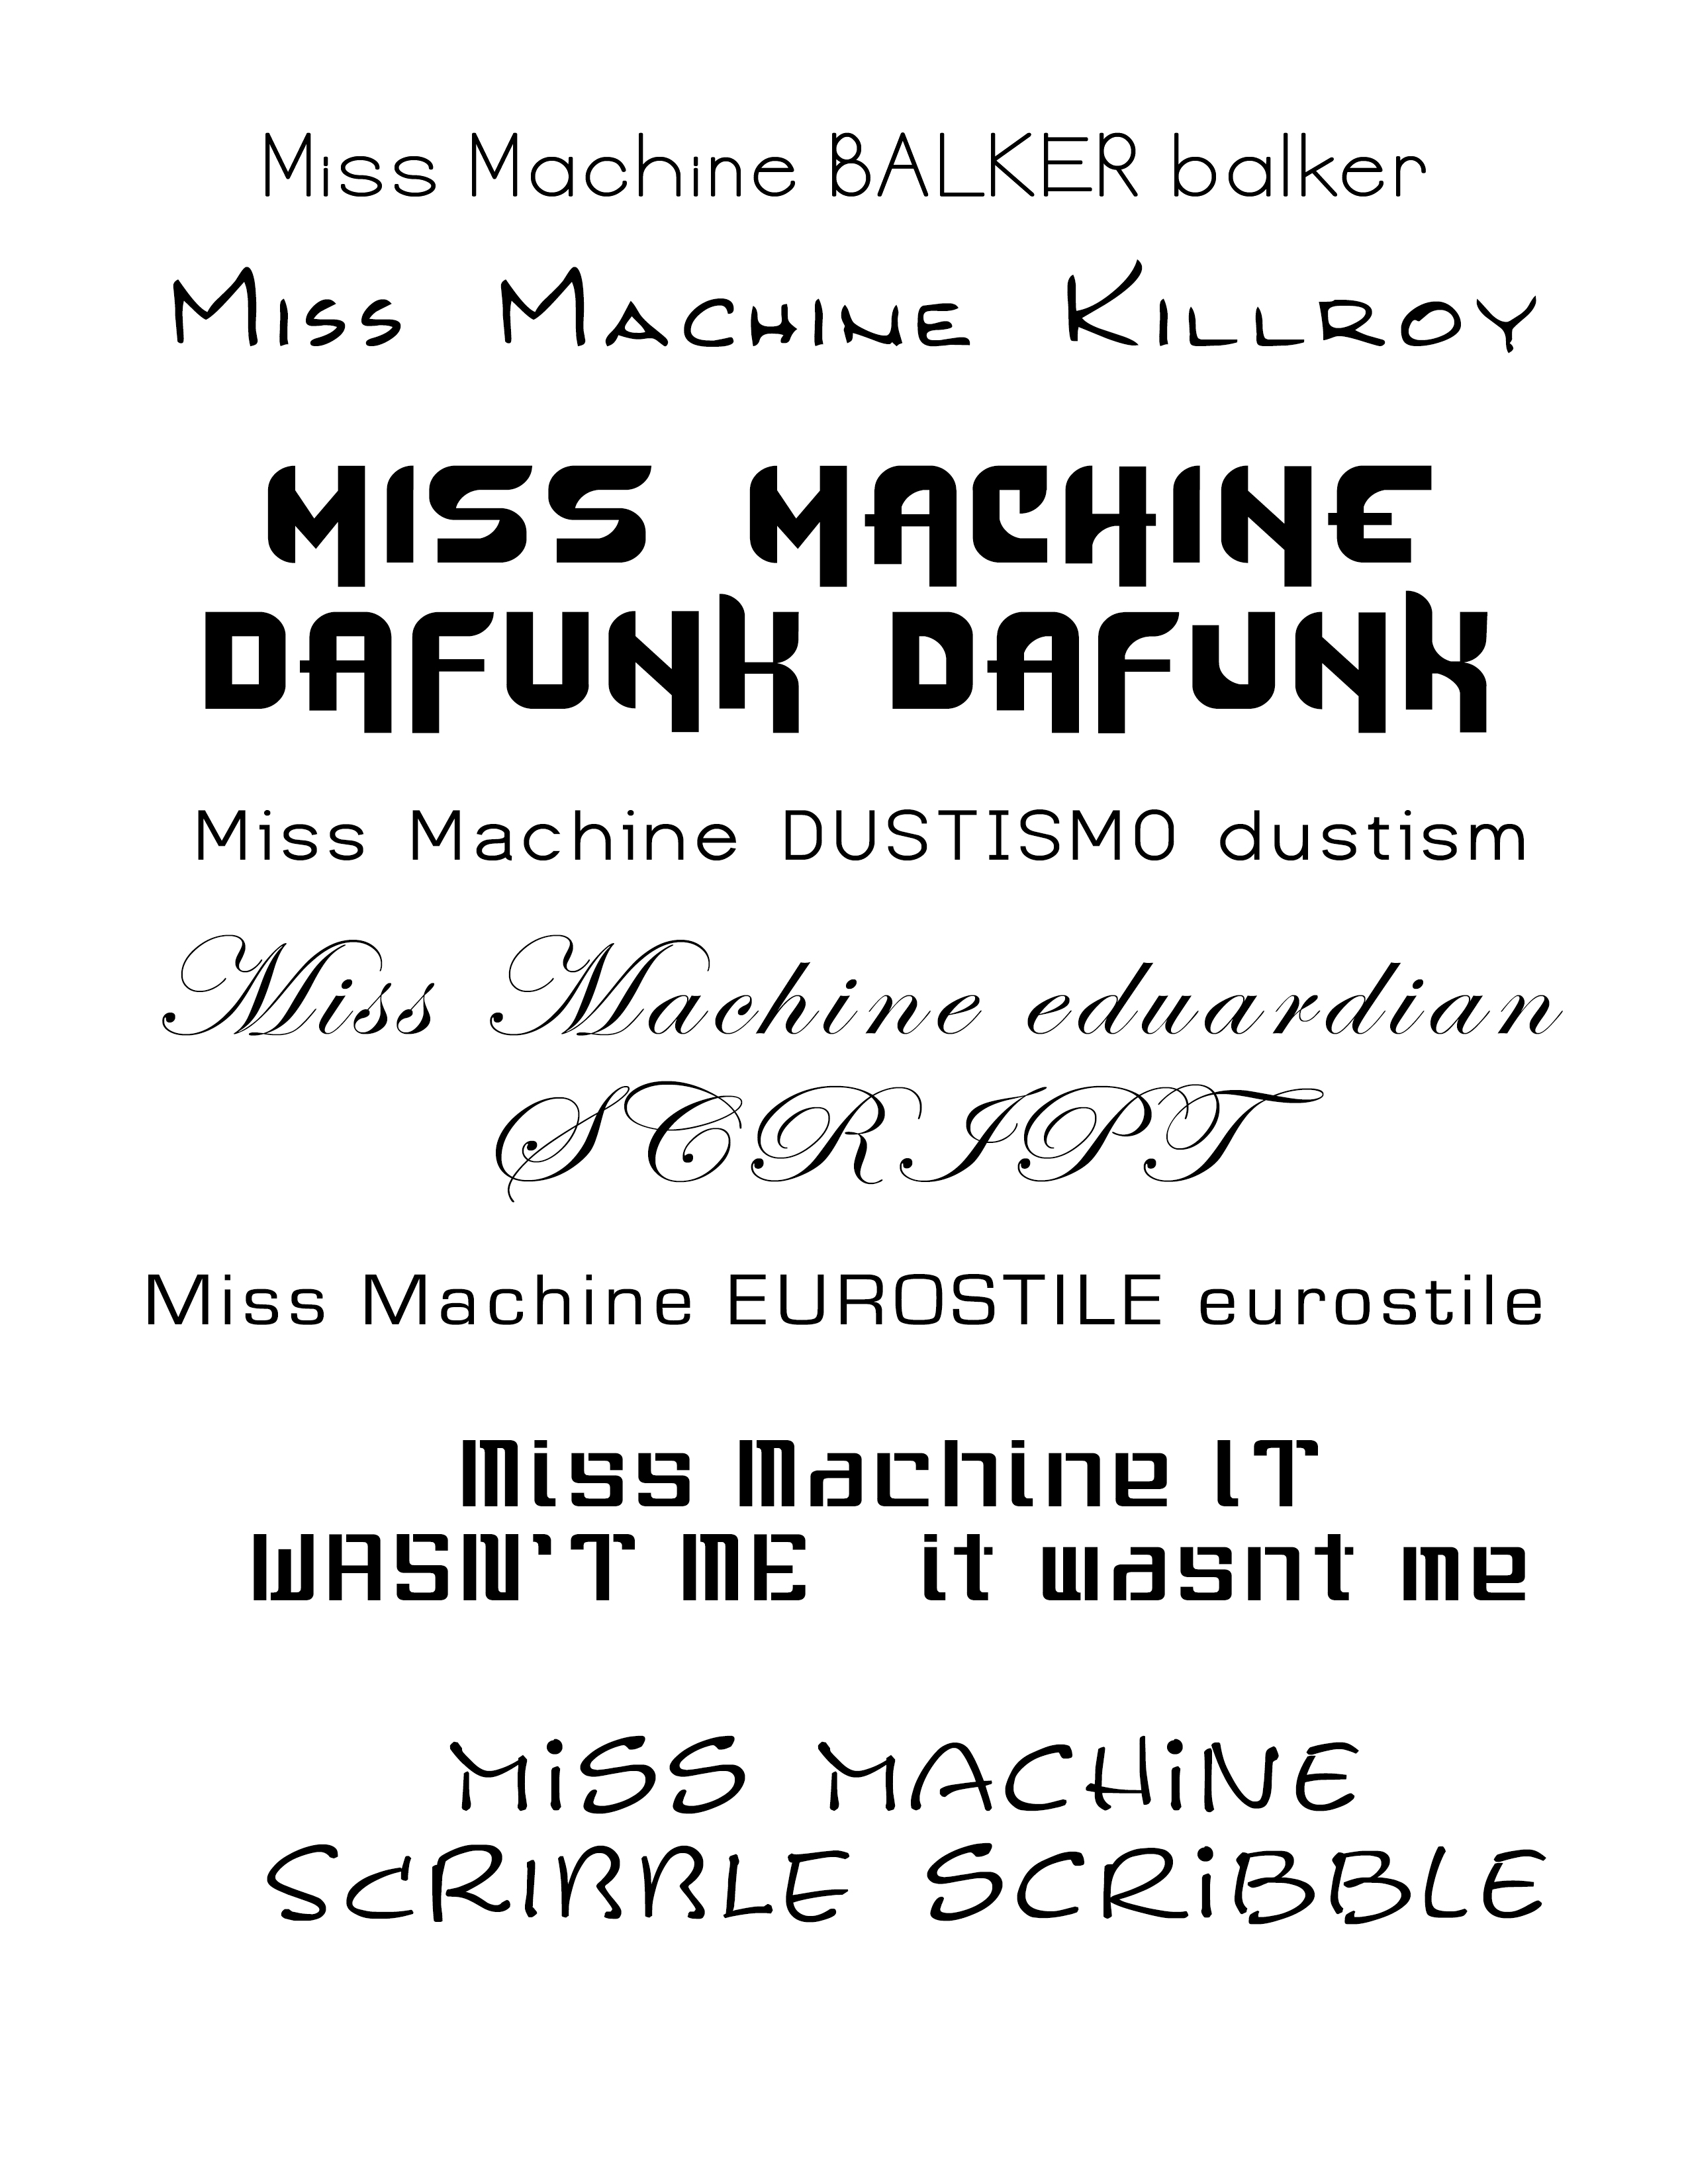 Miss Machine BALKER balker
Miss Machine Killroy
MISS MACHINE
DAFUNK DAFUNK
Miss Machine DUSTISMO dustism
Miss Machine eduardian
SCRIPT
Miss Machine EUROSTILE eurostile
Miss Machine IT
WASN'T ME it wasnt me
MiSS MACHiNE
SCRIBBLE SCRiBBLE